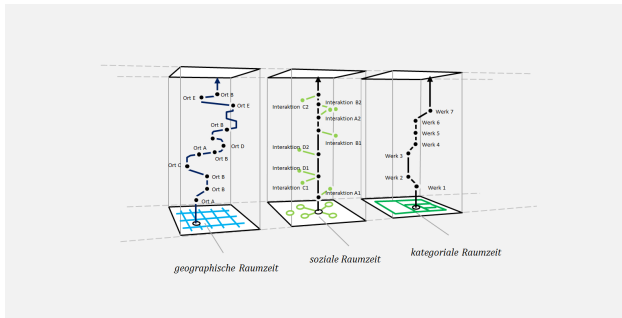 Ort E
Ort B
Ort E
Ort B
Ort D
Ort A
Ort B
Ort C
Ort B
Ort B
Ort A
Interaktion B2
Interaktion C2
Interaktion A2
Interaktion B1
Interaktion D2
Interaktion D1
Interaktion C1
Interaktion A1
Werk 7
Werk 6
Werk 5
Werk 4
Werk 3
Werk 2
Werk 1
geographische Raumzeit
soziale Raumzeit
kategoriale Raumzeit